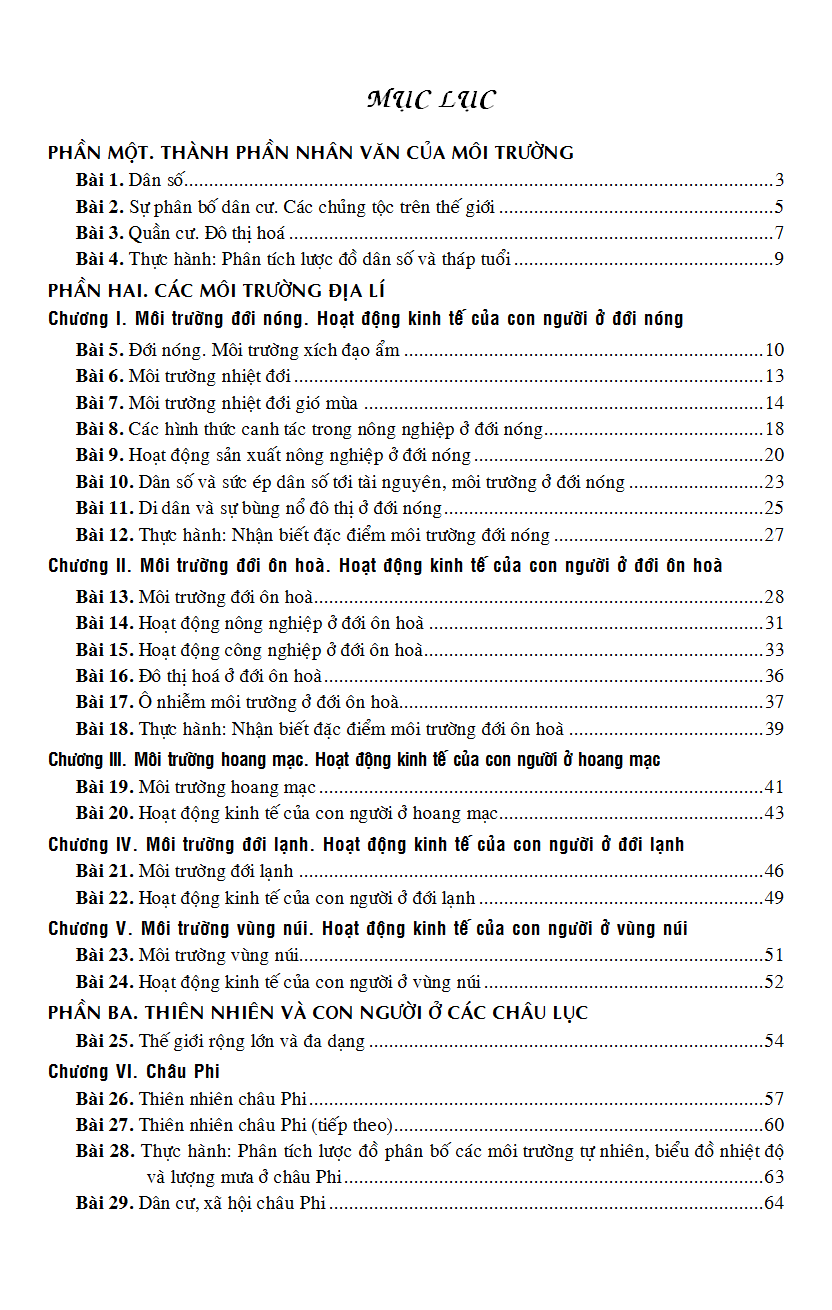 MỤC LỤC
PHẦN MỘT. THÀNH PHẦN NHÂN VĂN CỦA MÔI TRƯỜNG
Bài 1. Dân số....................3
Bài 2. Sự phân bố dân cư. Các chủng tộc trên thế giới....................5
Bài 3. Quần cư. Đô thị hoá....................7
Bài 4. Thực hành: Phân tích lược đồ dân số và tháp tuổi....................9
PHẦN HAI. CÁC MÔI TRƯỜNG ĐỊA LÍ
Chương I. Môi trường đới nóng. Hoạt động kinh tế của con người ở đới nóng
Bài 5. Đới nóng. Môi trường xích đạo ẩm....................10
Bài 6. Môi trường nhiệt đới....................13
Bài 7. Môi trường nhiệt đới gió mùa....................14
Bài 8. Các hình thức canh tác trong nông nghiệp ở đới nóng....................18
Bài 9. Hoạt động sản xuất nông nghiệp ở đới nóng....................20
Bài 10. Dân số và sức ép dân số tới tài nguyên, môi trường ở đới nóng....................23
Bài 11. Di dân và sự bùng nổ đô thị ở đới nóng....................25
Bài 12. Thực hành: Nhận biết đặc điểm môi trường đới nóng....................27
Chương II. Môi trường đới ôn hoà. Hoạt động kinh tế của con người ở đới ôn hoà
Bài 13. Môi trường đới ôn hoà....................28
Bài 14. Hoạt động nông nghiệp ở đới ôn hoà....................31
Bài 15. Hoạt động công nghiệp ở đới ôn hoà....................33
Bài 16. Đô thị hoá ở đới ôn hoà....................36
Bài 17. Ô nhiễm môi trường ở đới ôn hoà....................37
Bài 18. Thực hành: Nhận biết đặc điểm môi trường đới ôn hoà....................39
Chương III. Môi trường hoang mạc. Hoạt động kinh tế của con người ở hoang mạc
Bài 19. Môi trường hoang mạc....................41
Bài 20. Hoạt động kinh tế của con người ở hoang mạc....................43
Chương IV. Môi trường đới lạnh. Hoạt động kinh tế của con người ở đới lạnh
Bài 21. Môi trường đới lạnh....................46
Bài 22. Hoạt động kinh tế của con người ở đới lạnh....................49
Chương V. Môi trường vùng núi. Hoạt động kinh tế của con người ở vùng núi
Bài 23. Môi trường vùng núi....................51
Bài 24. Hoạt động kinh tế của con người ở vùng núi....................52
PHẦN BA. THIÊN NHIÊN VÀ CON NGƯỜI Ở CÁC CHÂU LỤC
Bài 25. Thế giới rộng lớn và đa dạng....................54
Chương VI. Châu Phi
Bài 26. Thiên nhiên châu Phi....................57
Bài 27. Thiên nhiên châu Phi (tiếp theo)....................60
Bài 28. Thực hành: Phân tích lược đồ phân bố các môi trường tự nhiên, biểu đồ nhiệt độ
và lượng mưa ở châu Phi....................63
Bài 29. Dân cư, xã hội châu Phi....................64